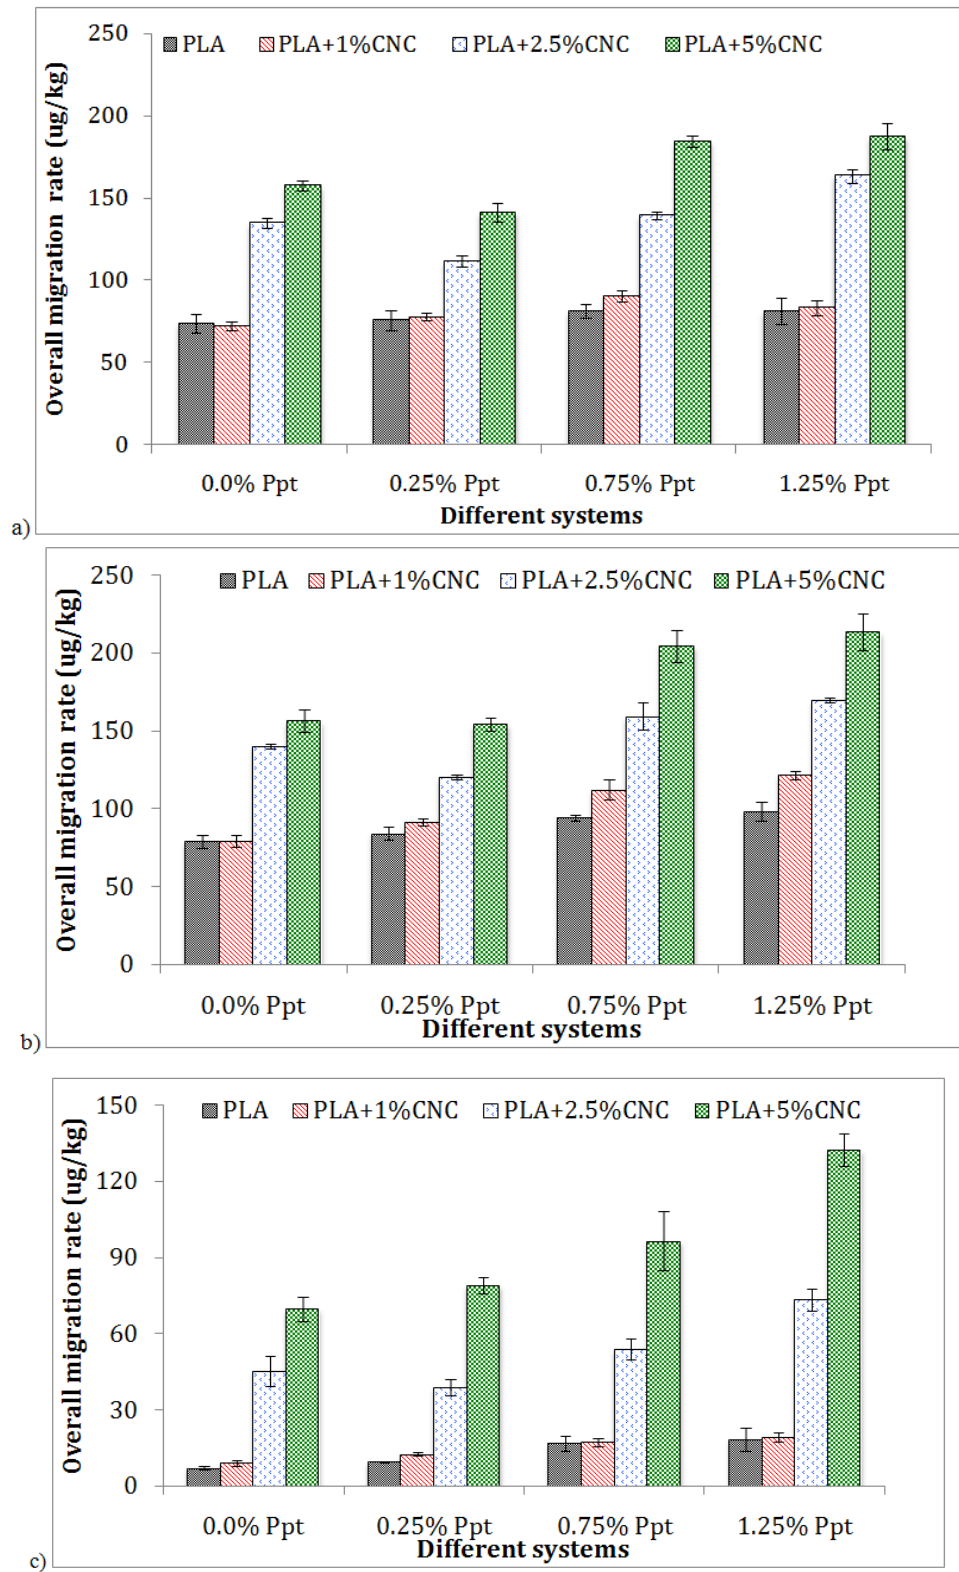 250
PLA PLA+1%CNC PLA+2.5%CNC PLA+5%CNC
200
150
100
50
0
Overall migration rate (ug/kg)
0.0% Ppt 0.25% Ppt 0.75% Ppt 1.25% Ppt
Different systems
a)
250
PLA PLA+1%CNC PLA+2.5%CNC PLA+5%CNC
200
150
100
50
0
Overall migration rate (ug/kg)
0.0% Ppt 0.25% Ppt 0.75% Ppt 1.25% Ppt
Different systems
b)
150
PLA PLA+1%CNC PLA+2.5%CNC PLA+5%CNC
120
90
60
30
0
Overall migration rate (ug/kg)
0.0% Ppt 0.25% Ppt 0.75% Ppt 1.25% Ppt
Different systems
c)